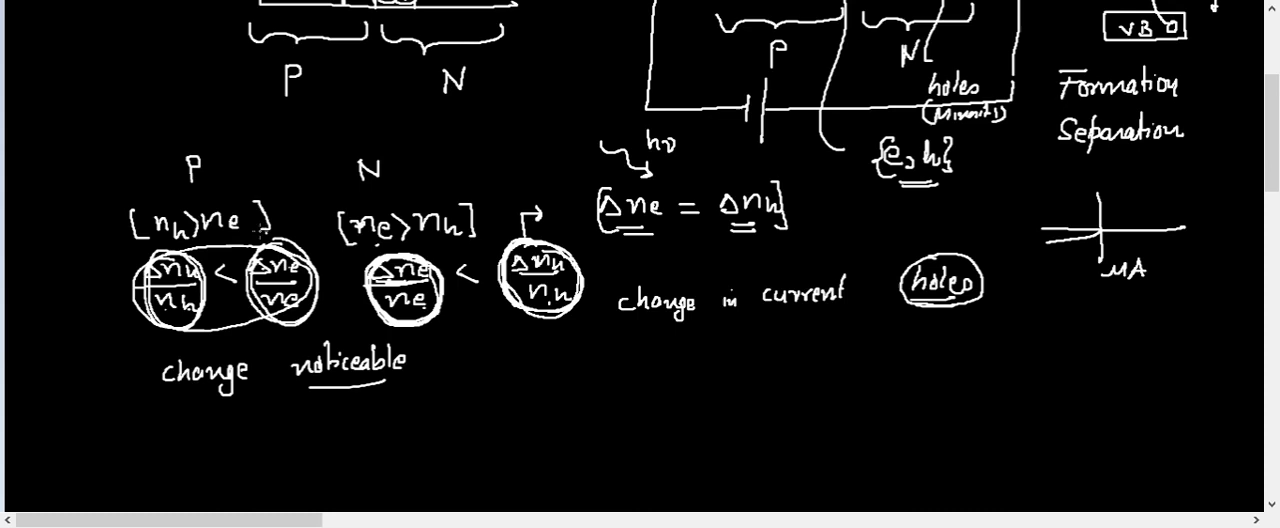 P N
P N
holes
(Minority)
VB
Formation
Separation
hν
{e, h}
P N
[nh>ne] [ne>nh]
[Δne = Δnh]
Δnh/nh < Δne/ne
Δne/ne < Δnh/nh
change in current holes
μA
change noticeable